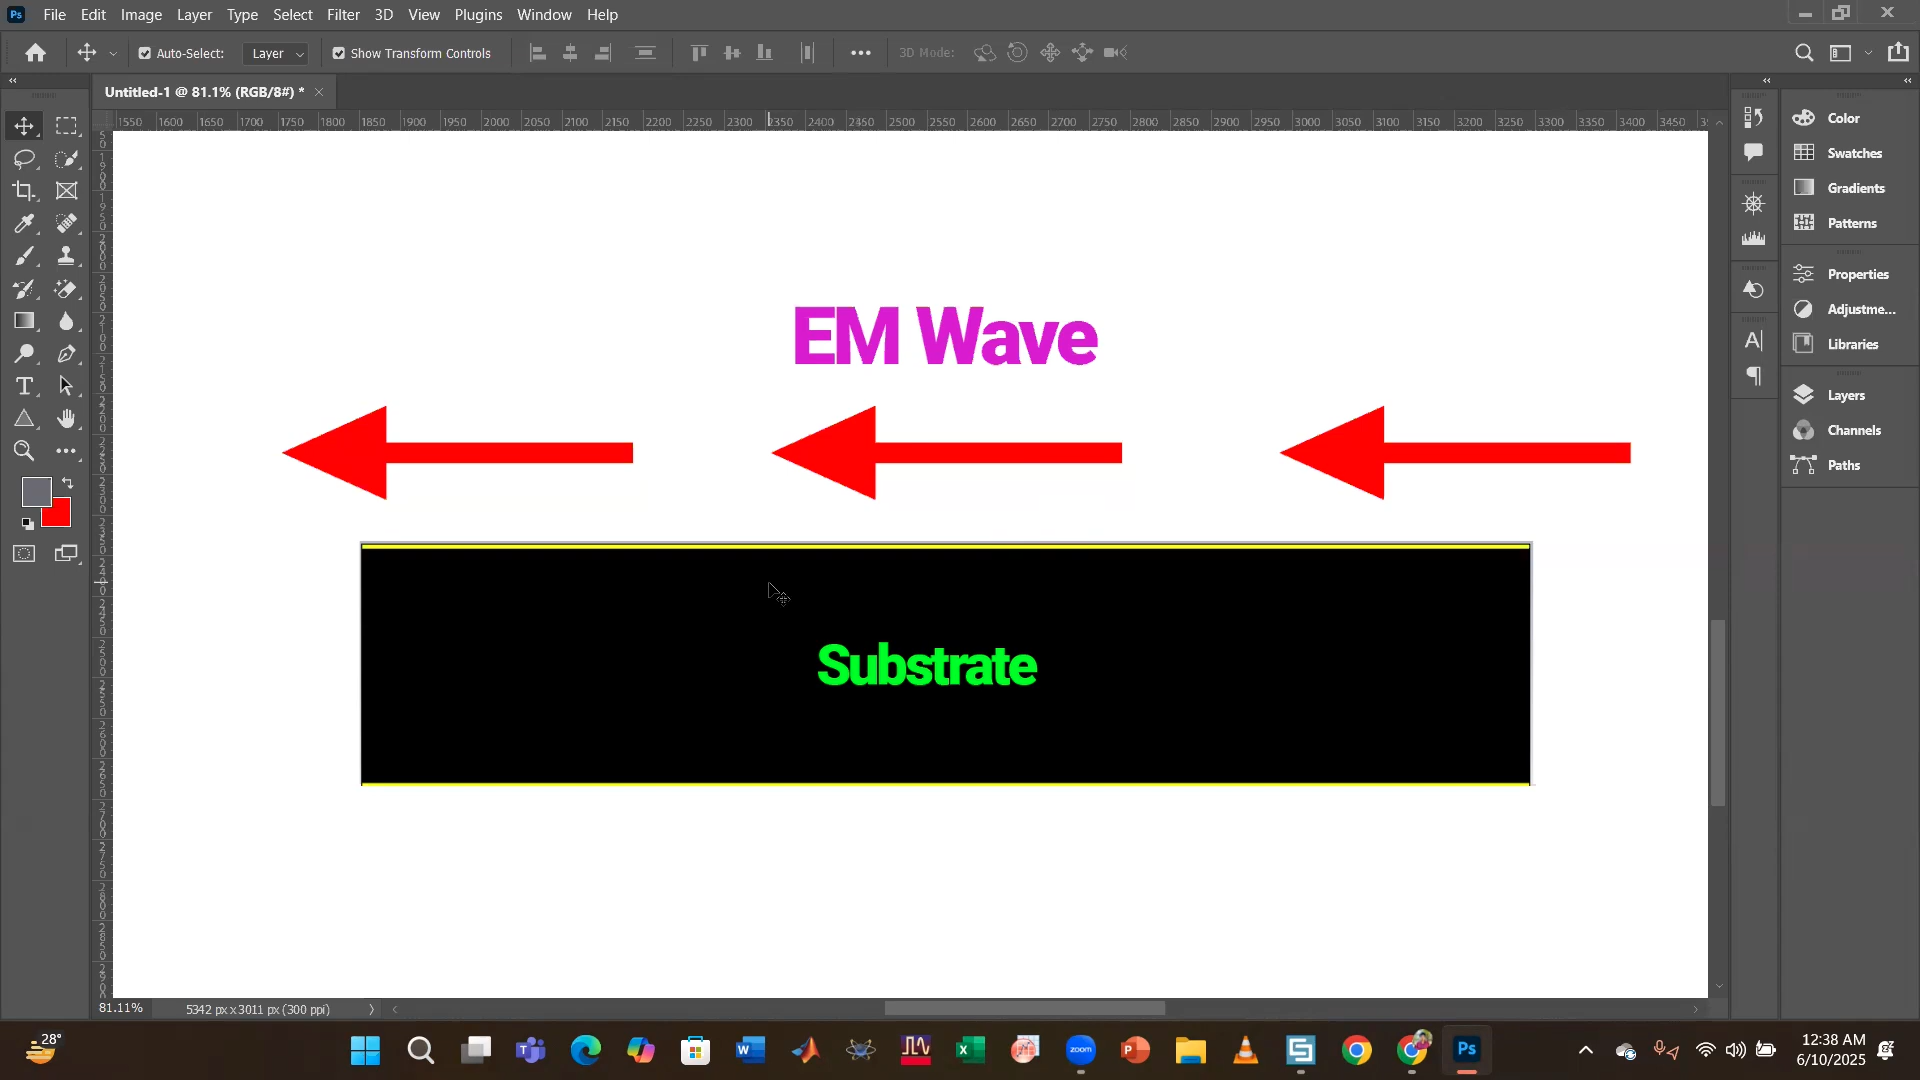 File Edit Image Layer Type Select Filter 3D View Plugins Window Help
Auto-Select: Layer Show Transform Controls 3D Mode:
Untitled-1 @ 81.1% (RGB/8#) *
1550 1600 1650 1700 1750 1800 1850 1900 1950 2000 2050 2100 2150 2200 2250 2300 2350 2400 2450 2500 2550 2600 2650 2700 2750 2800 2850 2900 2950 3000 3050 3100 3150 3200 3250 3300 3350 3400 3450
Color
Swatches
Gradients
Patterns
Properties
Adjustme...
Libraries
Layers
Channels
Paths
EM Wave
Substrate
81.11% 5342 px x 3011 px (300 ppi)
28°
zoom
12:38 AM
6/10/2025